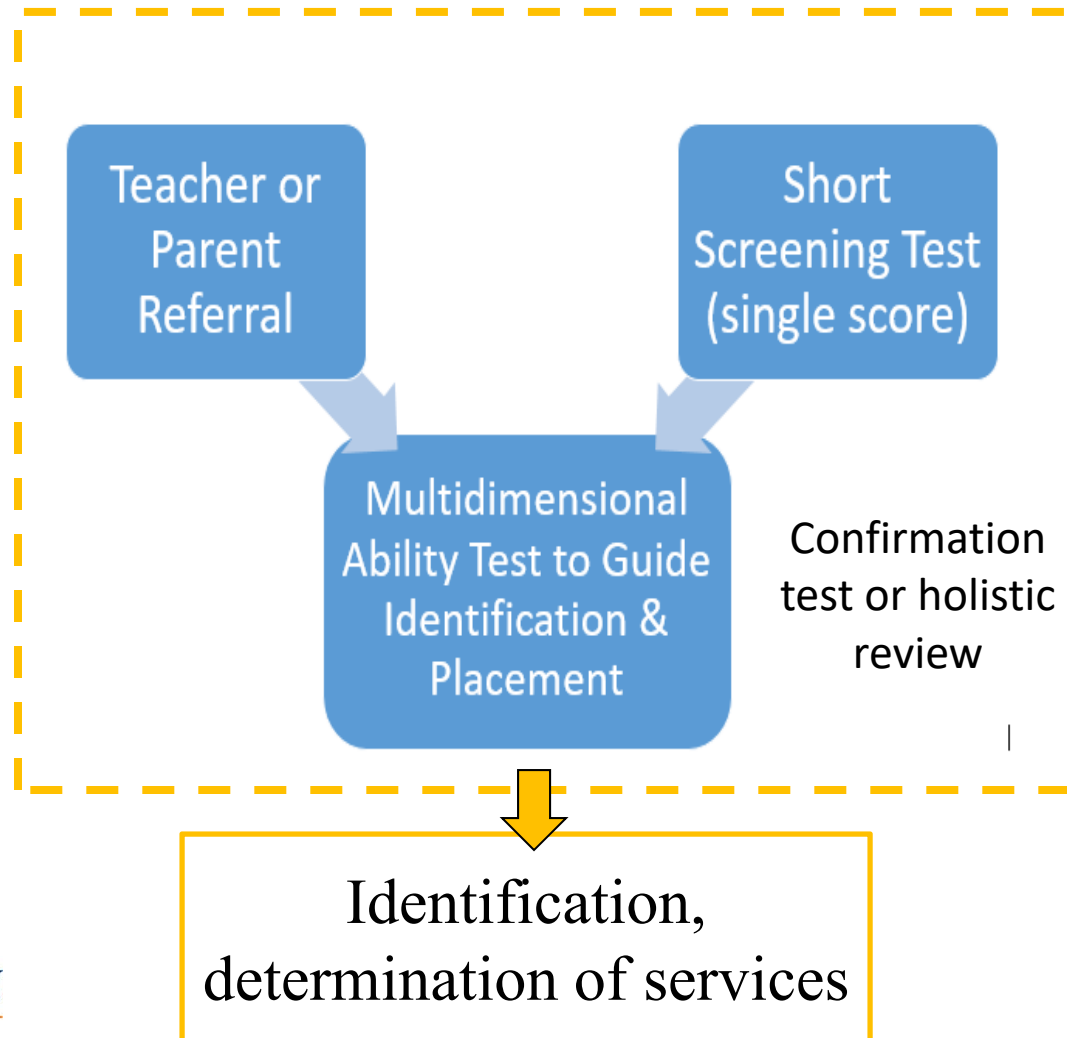 Teacher or
Parent
Referral
Short
Screening Test
(single score)
Multidimensional
Ability Test to Guide
Identification &
Placement
Confirmation
test or holistic
review
Identification,
determination of services